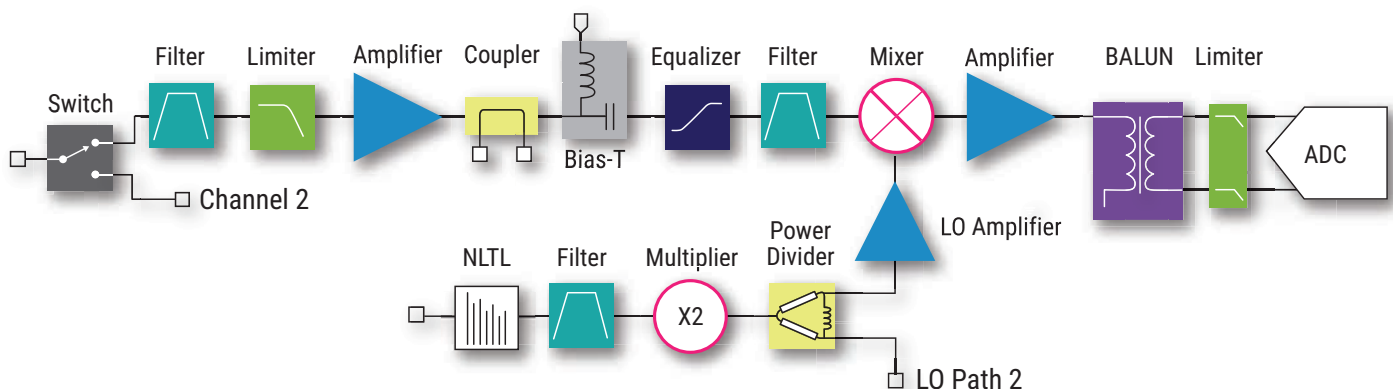 Switch
Filter
Limiter
Amplifier
Coupler
Bias-T
Equalizer
Filter
Mixer
Amplifier
BALUN
Limiter
ADC
Channel 2
LO Amplifier
NLTL
Filter
Multiplier
X2
Power
Divider
LO Path 2